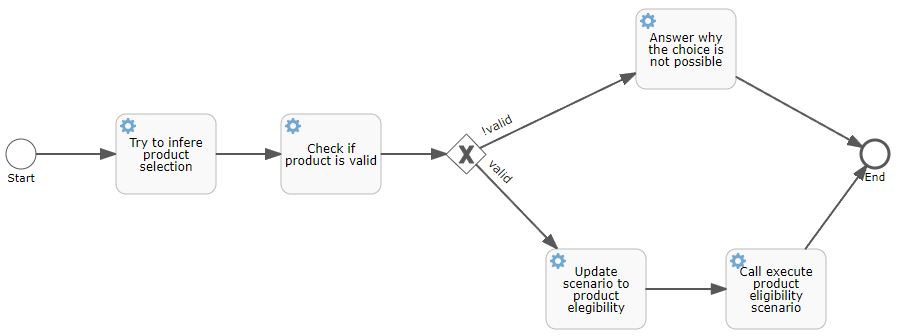 Start
Try to infere
product
selection
Check if
product is valid
!valid
valid
Answer why
the choice is
not possible
Update
scenario to
product
elegibility
Call execute
product
eligibility
scenario
End